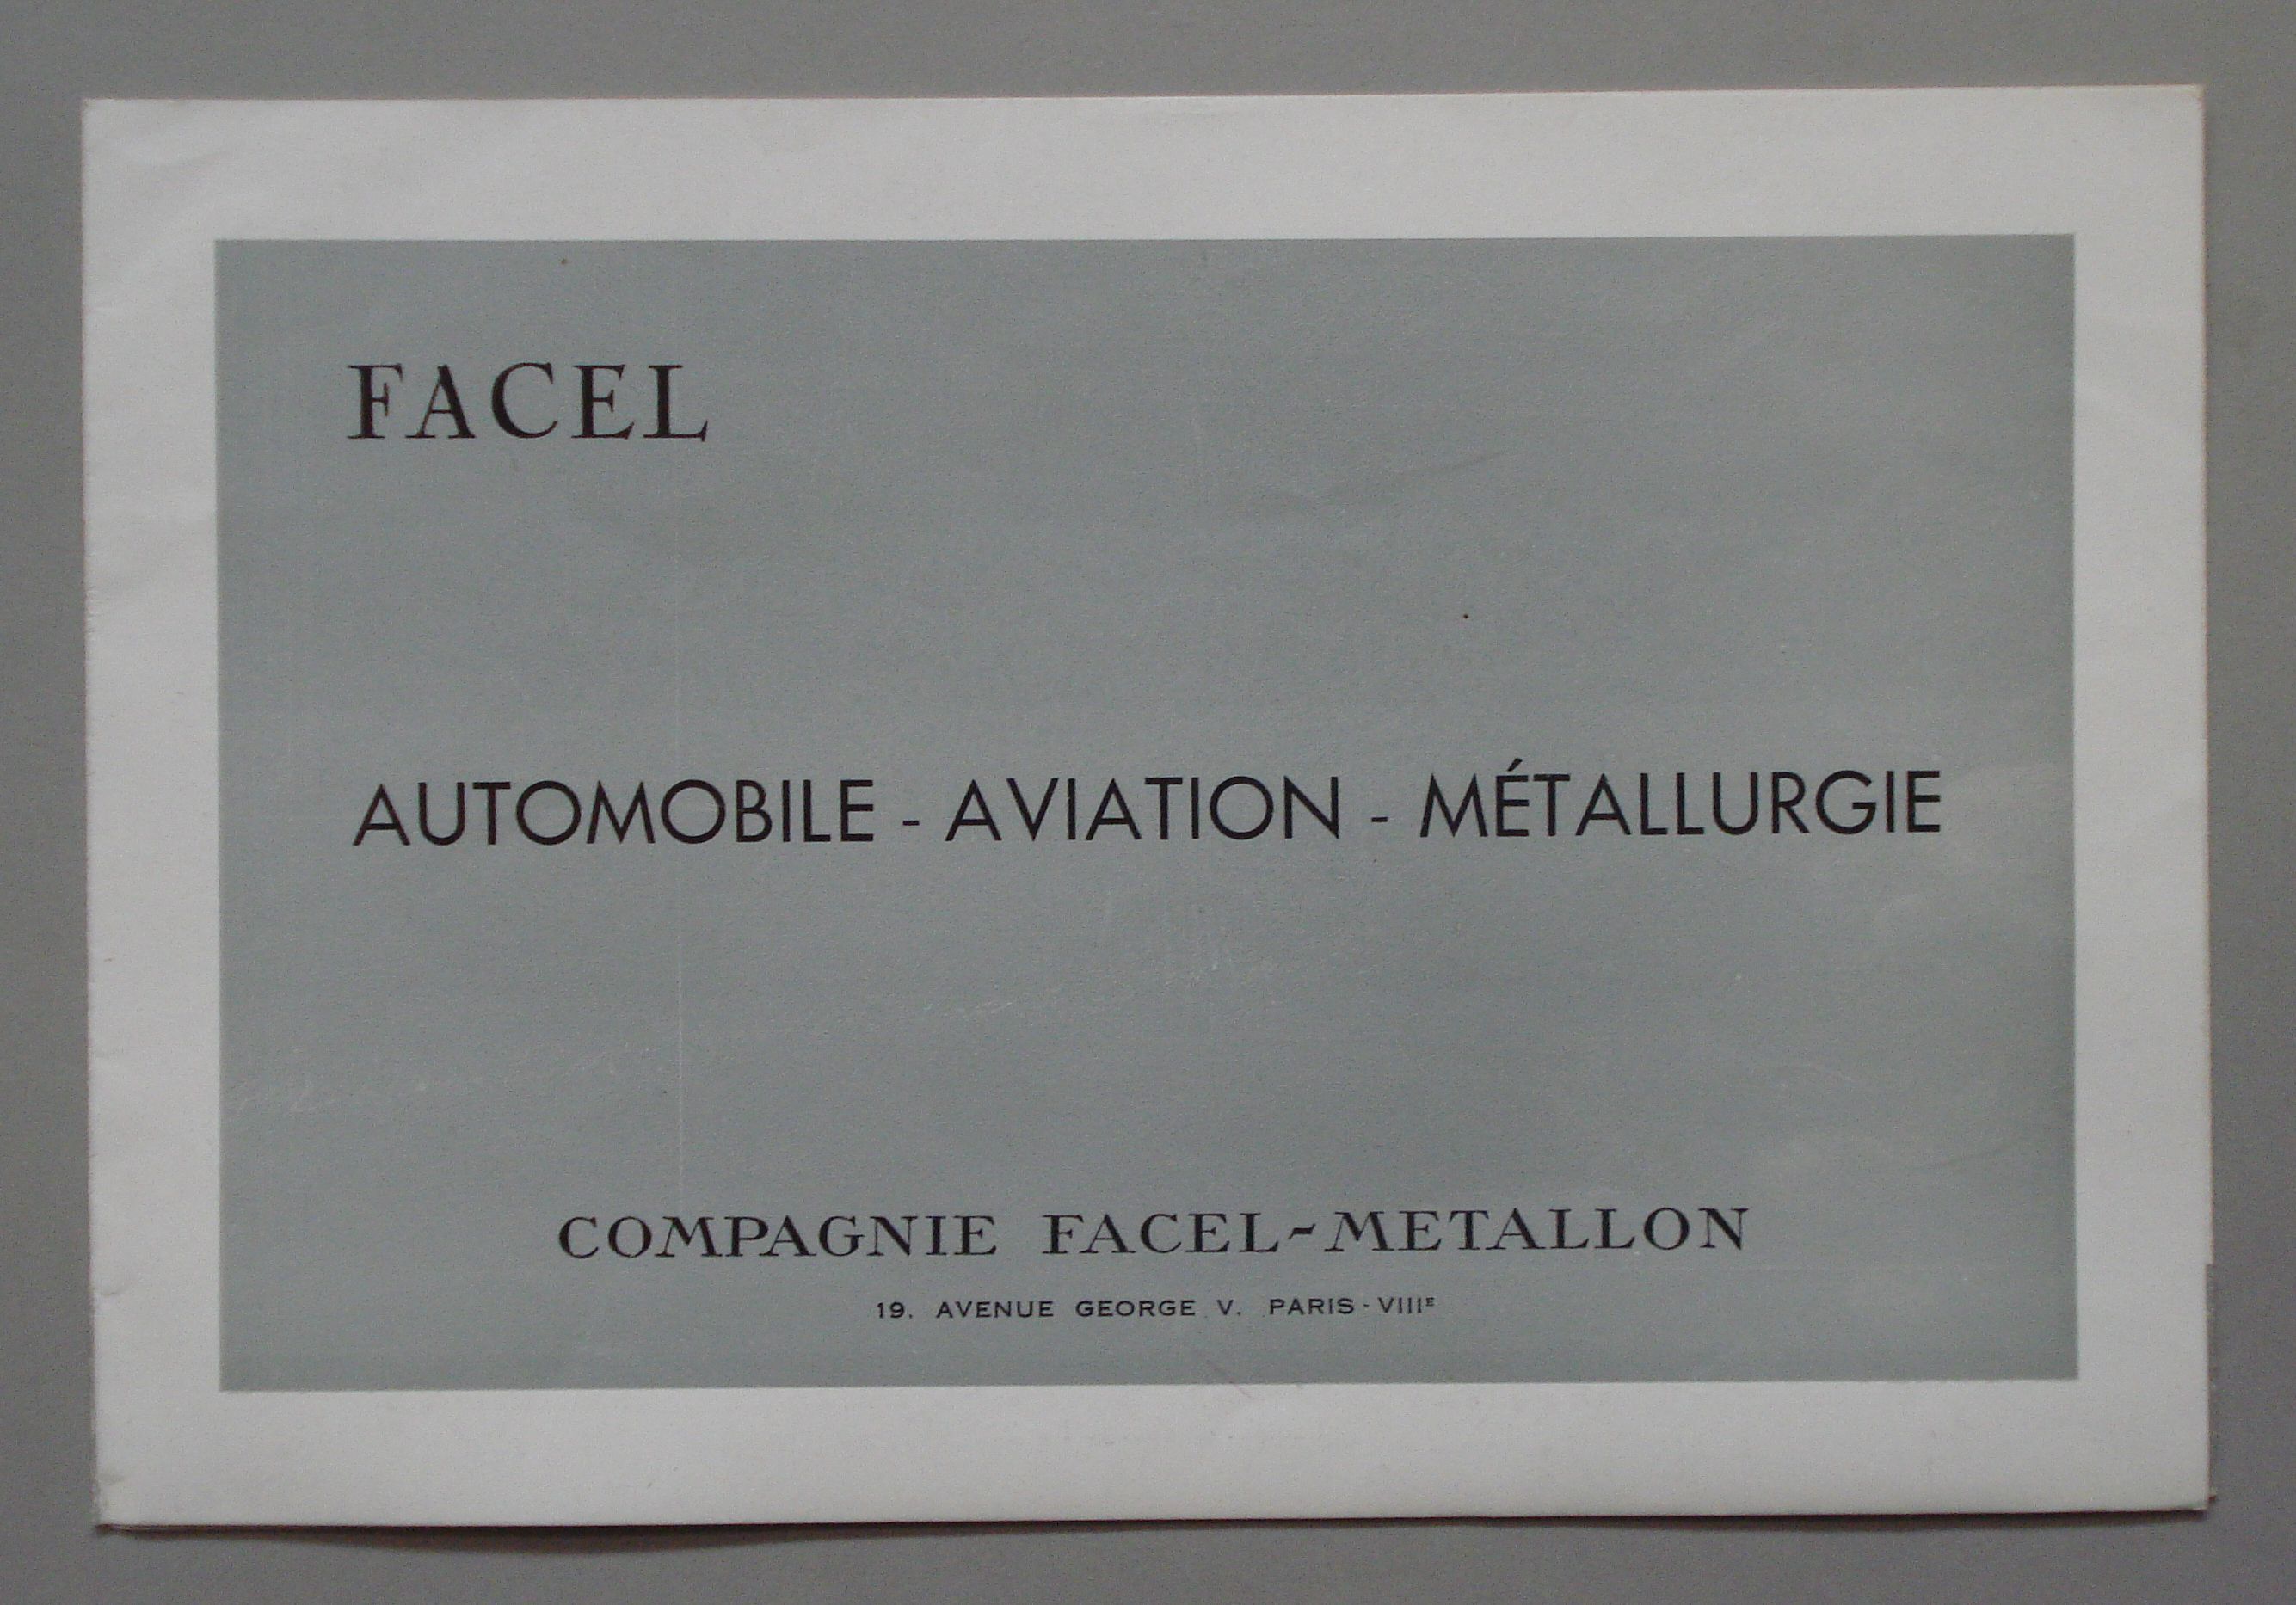 FACEL
AUTOMOBILE - AVIATION - MÉTALLURGIE
COMPAGNIE FACEL-METALLON
19. AVENUE GEORGE V. PARIS - VIIIE